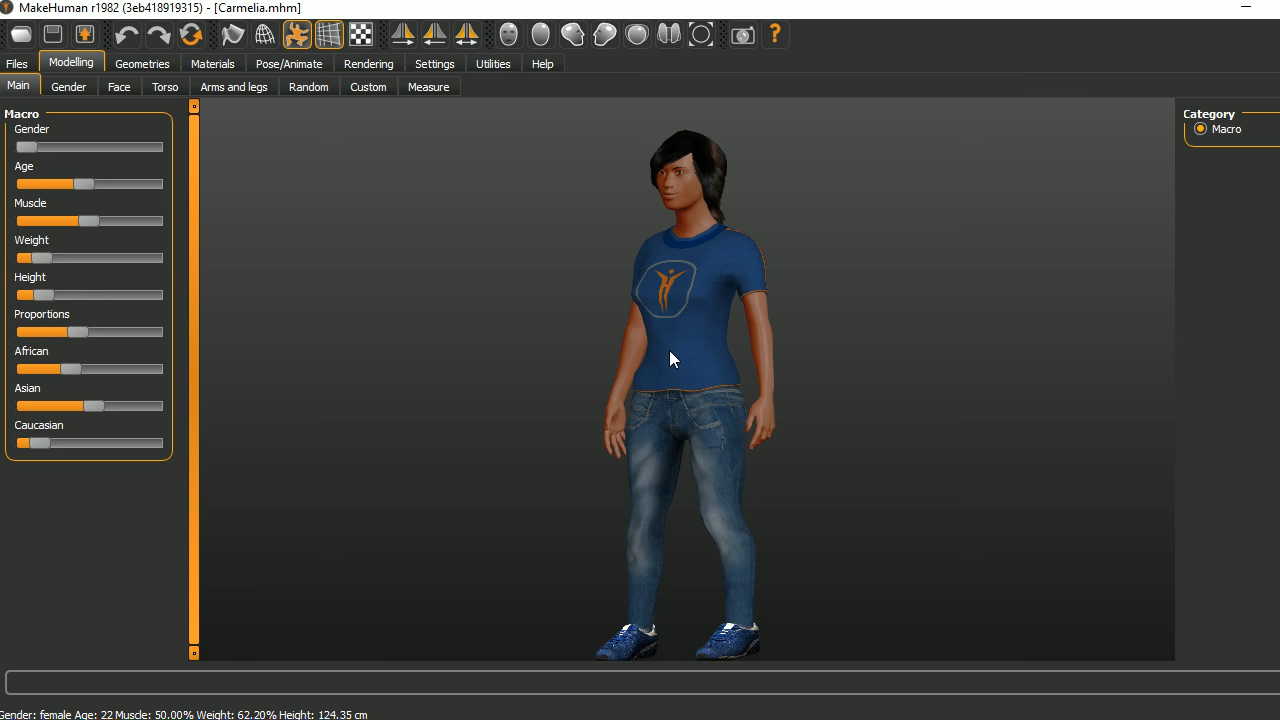 MakeHuman r1982 (3eb418919315) - [Carmelia.mhm]
Files Modelling Geometries Materials Pose/Animate Rendering Settings Utilities Help
Main Gender Face Torso Arms and legs Random Custom Measure
Macro
Gender
Age
Muscle
Weight
Height
Proportions
African
Asian
Caucasian
Category
Macro
Gender: female Age: 22 Muscle: 50.00% Weight: 62.20% Height: 124.35 cm